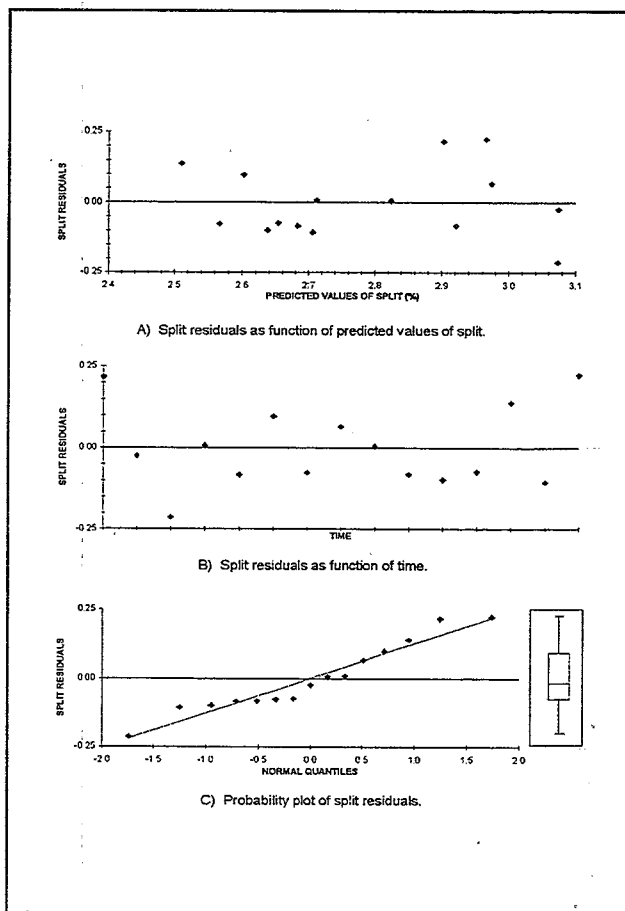 0.25
0.00
-0.25
SPLIT RESIDUALS
2.4 2.5 2.6 2.7 2.8 2.9 3.0 3.1
PREDICTED VALUES OF SPLIT (%)
A) Split residuals as function of predicted values of split.
0.25
0.00
-0.25
SPLIT RESIDUALS
TIME
B) Split residuals as function of time.
0.25
0.00
-0.25
SPLIT RESIDUALS
-2.0 -1.5 -1.0 -0.5 0.0 0.5 1.0 1.5 2.0
NORMAL QUANTILES
C) Probability plot of split residuals.